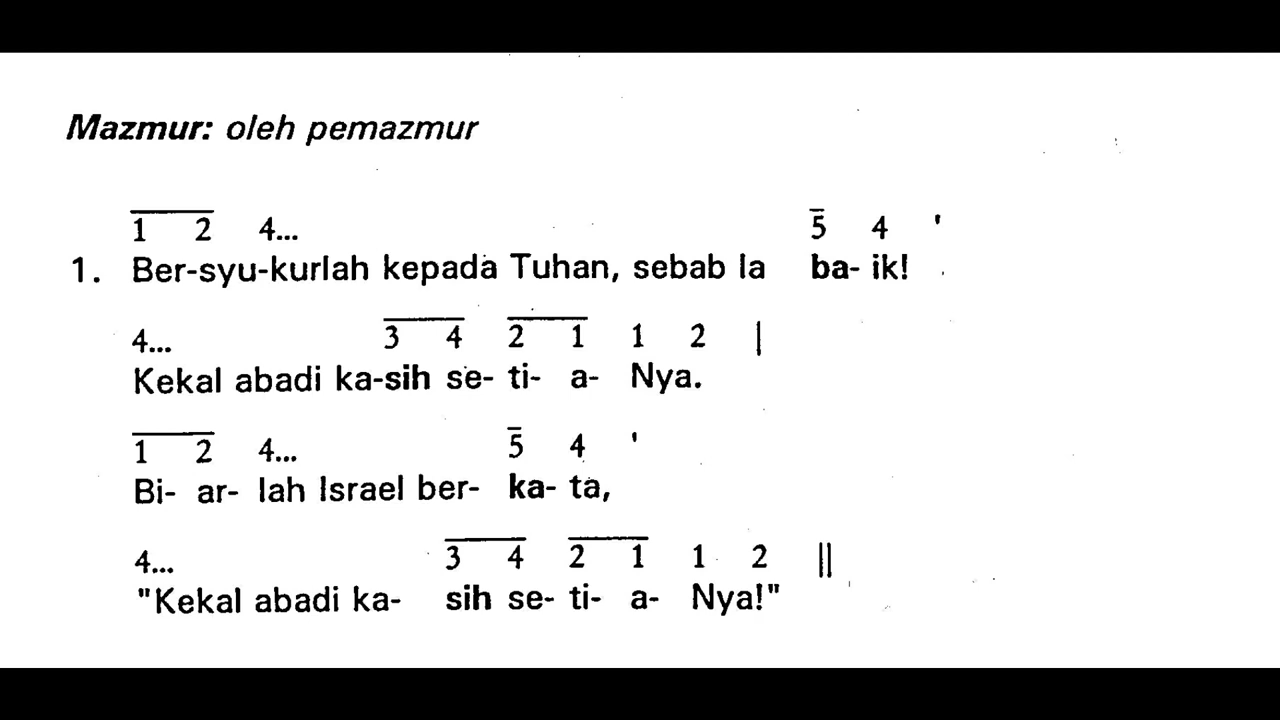 Mazmur: oleh pemazmur
1 2 4... 5 4 '
1. Ber-syu-kurlah kepada Tuhan, sebab Ia ba- ik!
4... 3 4 2 1 1 2 |
Kekal abadi ka-sih se- ti- a- Nya.
1 2 4... 5 4 '
Bi- ar- lah Israel ber- ka- ta,
4... 3 4 2 1 1 2 ||
"Kekal abadi ka- sih se- ti- a- Nya!"